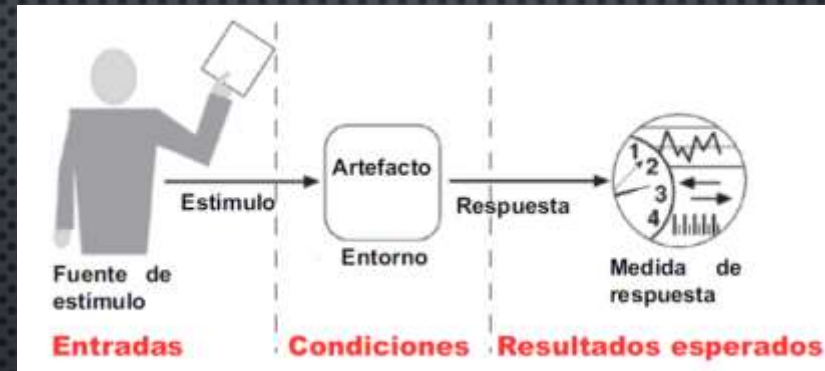 Estímulo
Artefacto
Entorno
Respuesta
1
2
3
4
Fuente de
estímulo
Medida de
respuesta
Entradas
Condiciones
Resultados esperados